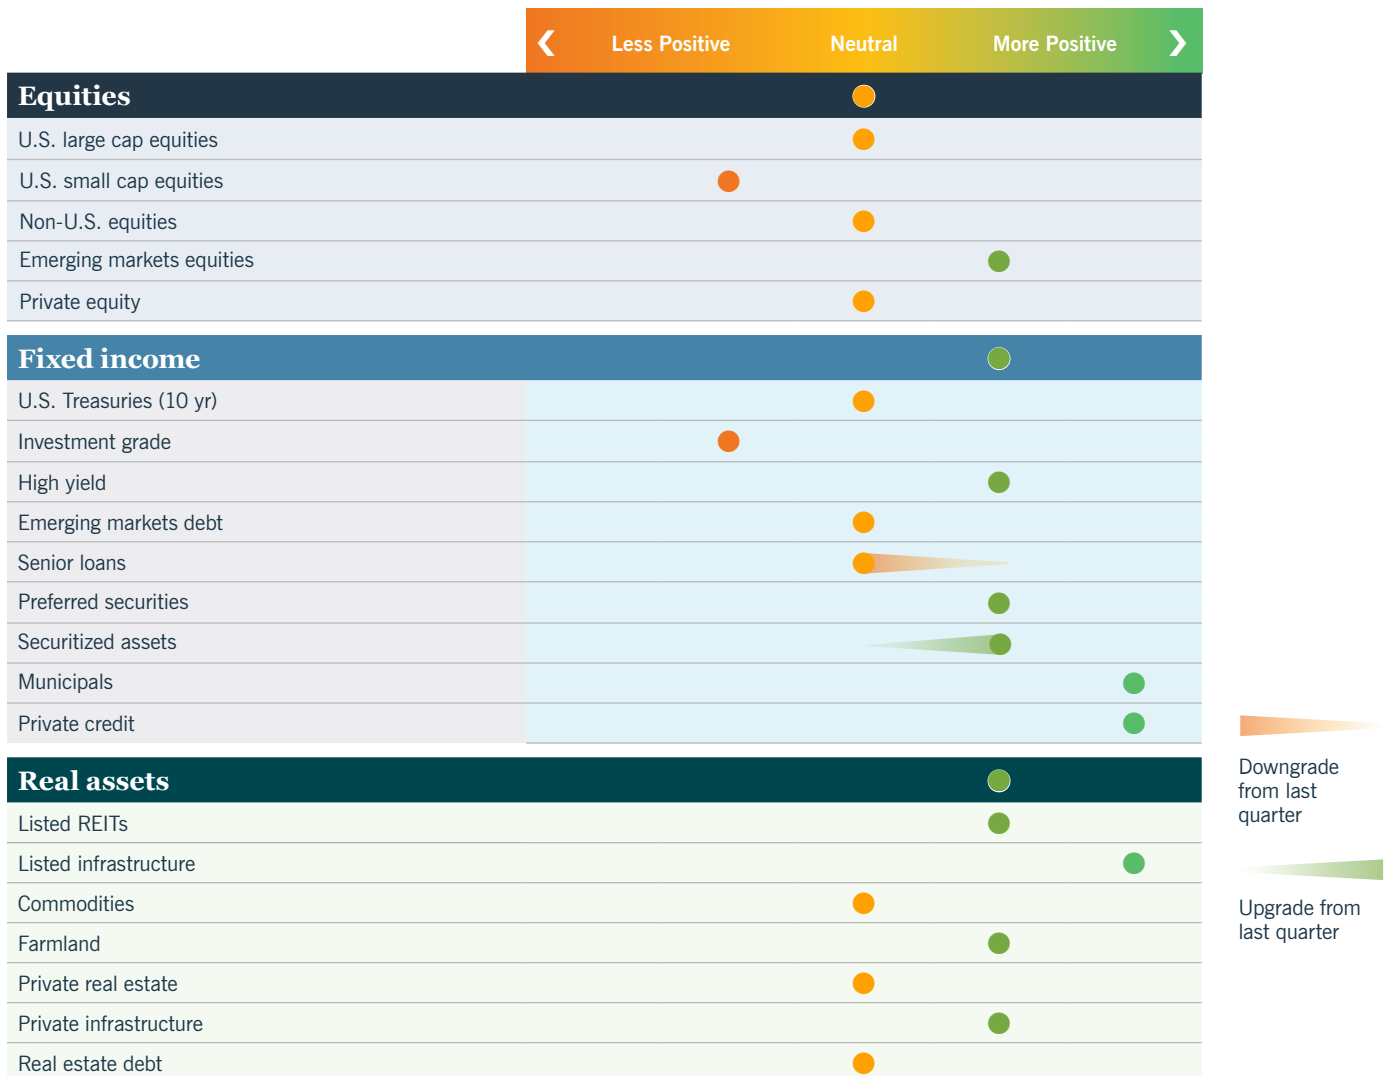 Less Positive Neutral More Positive
Equities
U.S. large cap equities
U.S. small cap equities
Non-U.S. equities
Emerging markets equities
Private equity
Fixed income
U.S. Treasuries (10 yr)
Investment grade
High yield
Emerging markets debt
Senior loans
Preferred securities
Securitized assets
Municipals
Private credit
Real assets
Listed REITs
Listed infrastructure
Commodities
Farmland
Private real estate
Private infrastructure
Real estate debt
Downgrade
from last
quarter
Upgrade from
last quarter